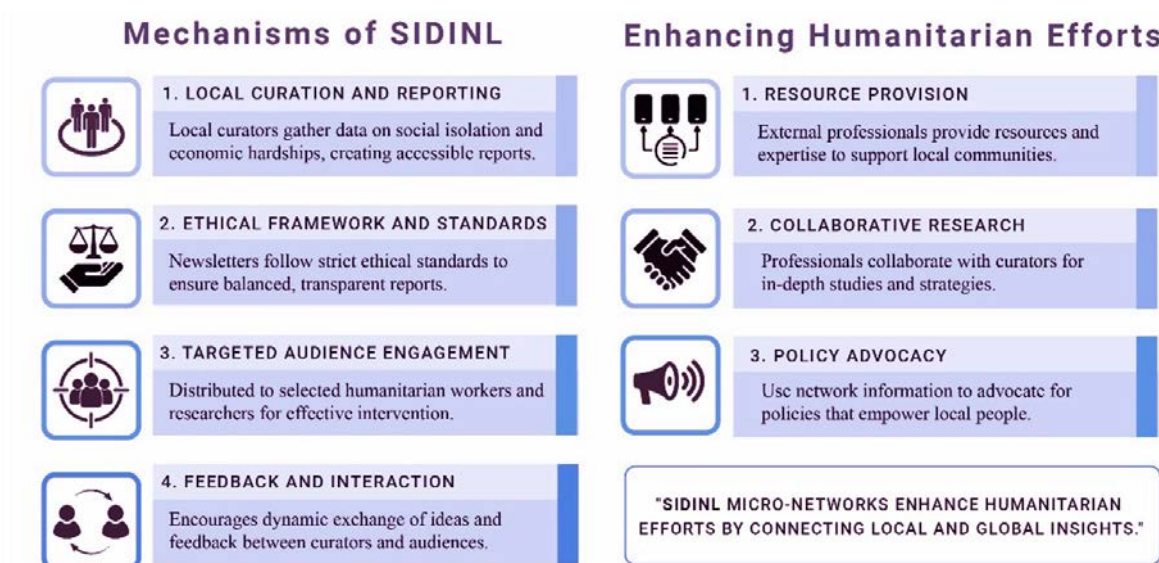 Mechanisms of SIDINL
1. LOCAL CURATION AND REPORTING
Local curators gather data on social isolation and
economic hardships, creating accessible reports.
2. ETHICAL FRAMEWORK AND STANDARDS
Newsletters follow strict ethical standards to
ensure balanced, transparent reports.
3. TARGETED AUDIENCE ENGAGEMENT
Distributed to selected humanitarian workers and
researchers for effective intervention.
4. FEEDBACK AND INTERACTION
Encourages dynamic exchange of ideas and
feedback between curators and audiences.
Enhancing Humanitarian Efforts
1. RESOURCE PROVISION
External professionals provide resources and
expertise to support local communities.
2. COLLABORATIVE RESEARCH
Professionals collaborate with curators for
in-depth studies and strategies.
3. POLICY ADVOCACY
Use network information to advocate for
policies that empower local people.
"SIDINL MICRO-NETWORKS ENHANCE HUMANITARIAN
EFFORTS BY CONNECTING LOCAL AND GLOBAL INSIGHTS."